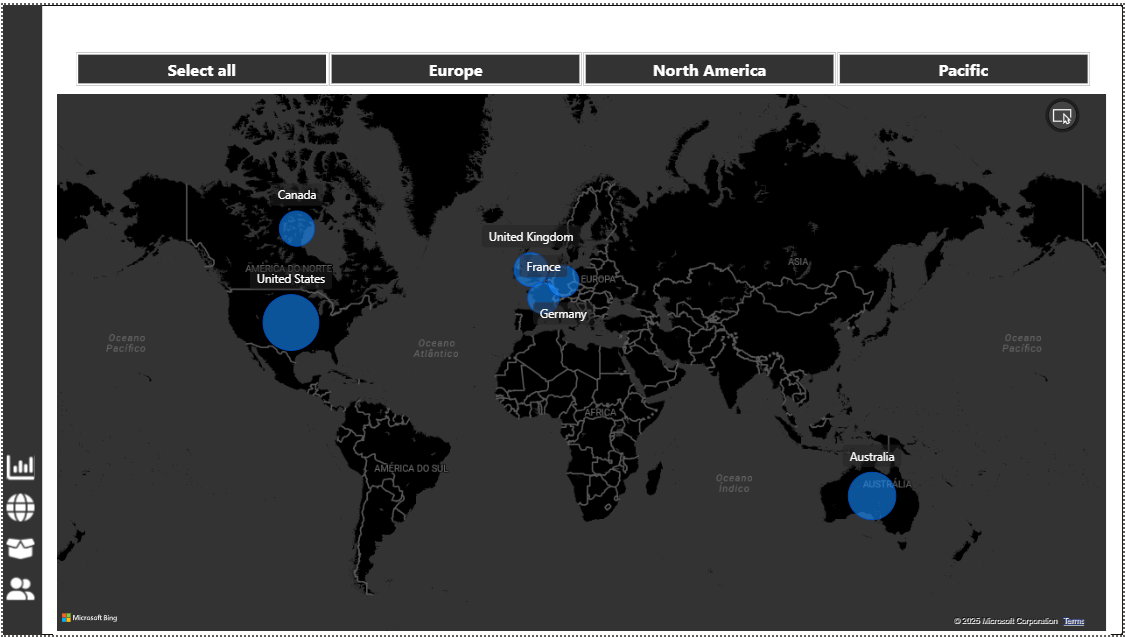 Select all
Europe
North America
Pacific
Canada
AMÉRICA DO NORTE
United States
United Kingdom
France
EUROPA
Germany
ASIA
Oceano
Pacífico
Oceano
Atlântico
Oceano
Pacífico
ÁFRICA
AMÉRICA DO SUL
Oceano
Índico
Australia
AUSTRÁLIA
Microsoft Bing
© 2025 Microsoft Corporation Terms